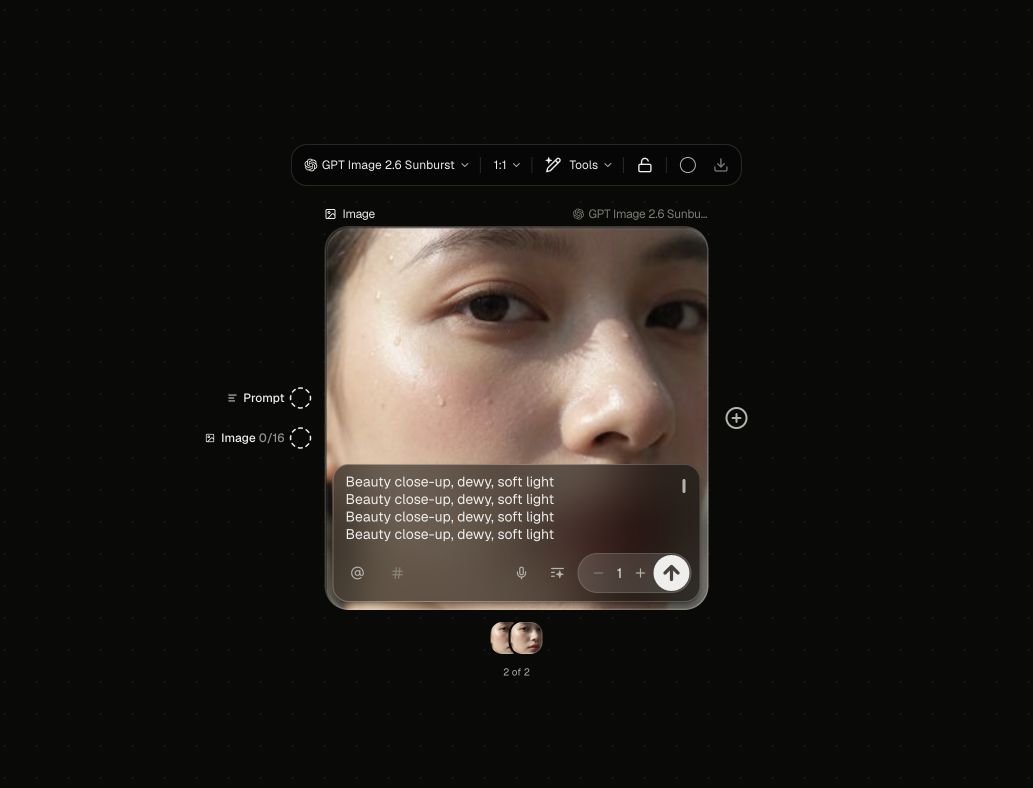 GPT Image 2.6 Sunburst
1:1
Tools
Image
GPT Image 2.6 Sunbu...
Prompt
Image 0/16
Beauty close-up, dewy, soft light
Beauty close-up, dewy, soft light
Beauty close-up, dewy, soft light
Beauty close-up, dewy, soft light
@ #
− 1 +
2 of 2